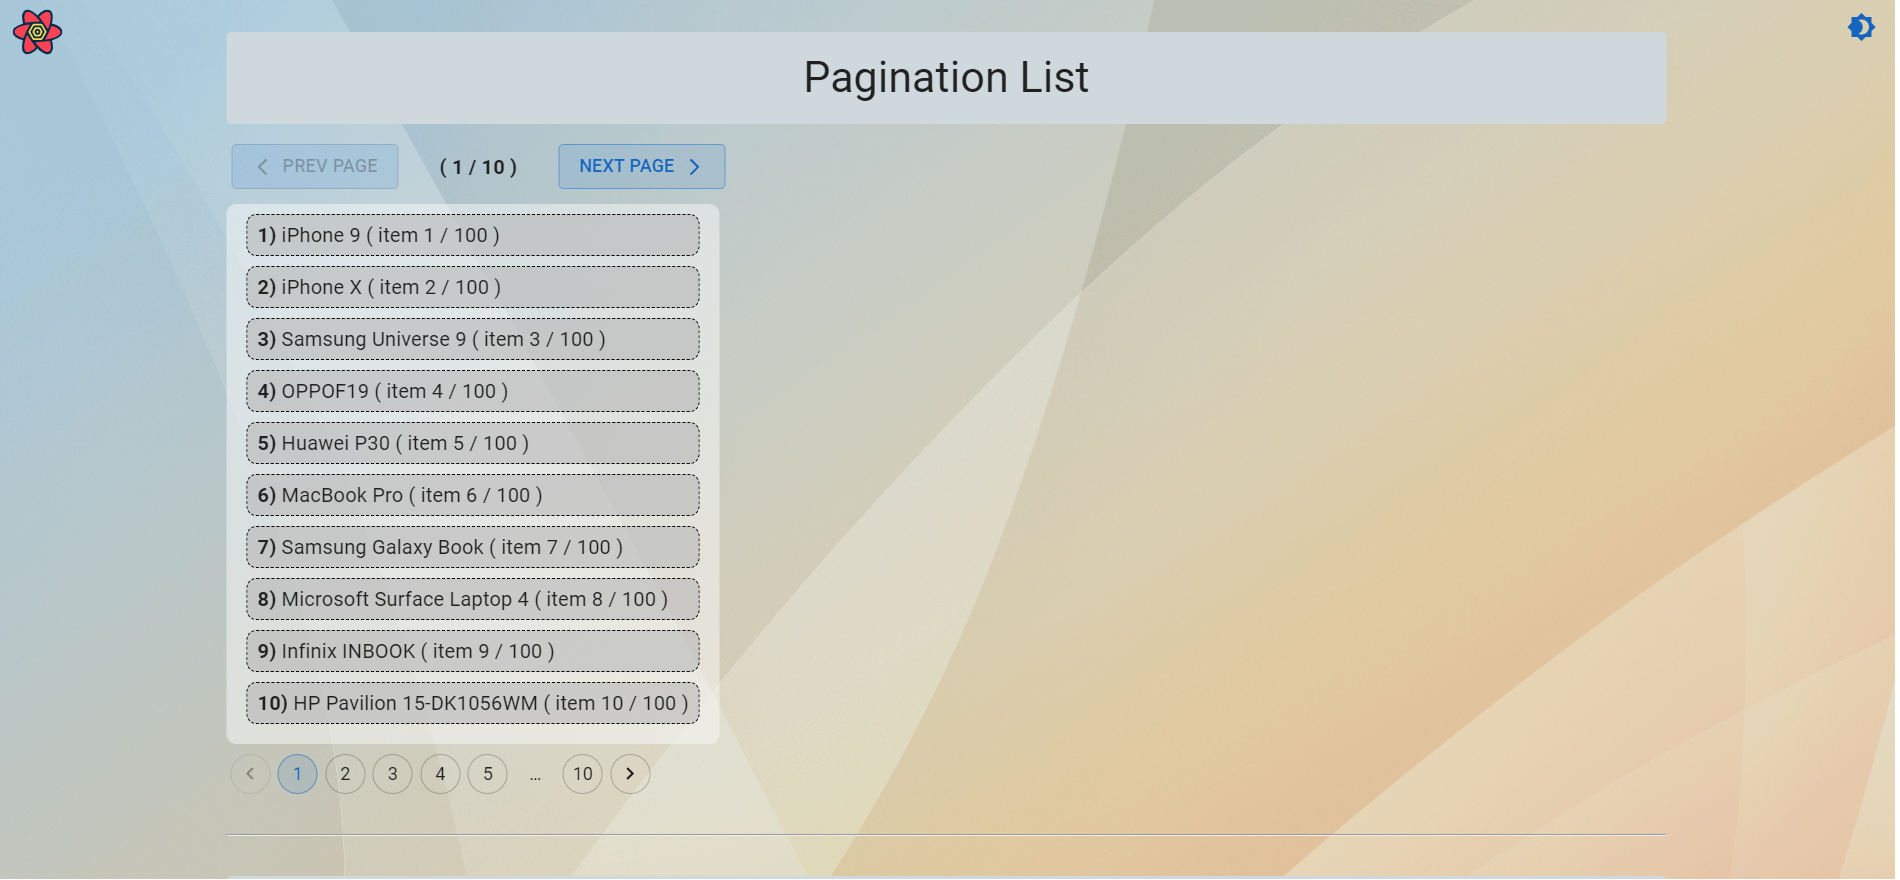 Pagination List
PREV PAGE ( 1 / 10 ) NEXT PAGE
1) iPhone 9 ( item 1 / 100 )
2) iPhone X ( item 2 / 100 )
3) Samsung Universe 9 ( item 3 / 100 )
4) OPPOF19 ( item 4 / 100 )
5) Huawei P30 ( item 5 / 100 )
6) MacBook Pro ( item 6 / 100 )
7) Samsung Galaxy Book ( item 7 / 100 )
8) Microsoft Surface Laptop 4 ( item 8 / 100 )
9) Infinix INBOOK ( item 9 / 100 )
10) HP Pavilion 15-DK1056WM ( item 10 / 100 )
1 2 3 4 5 … 10